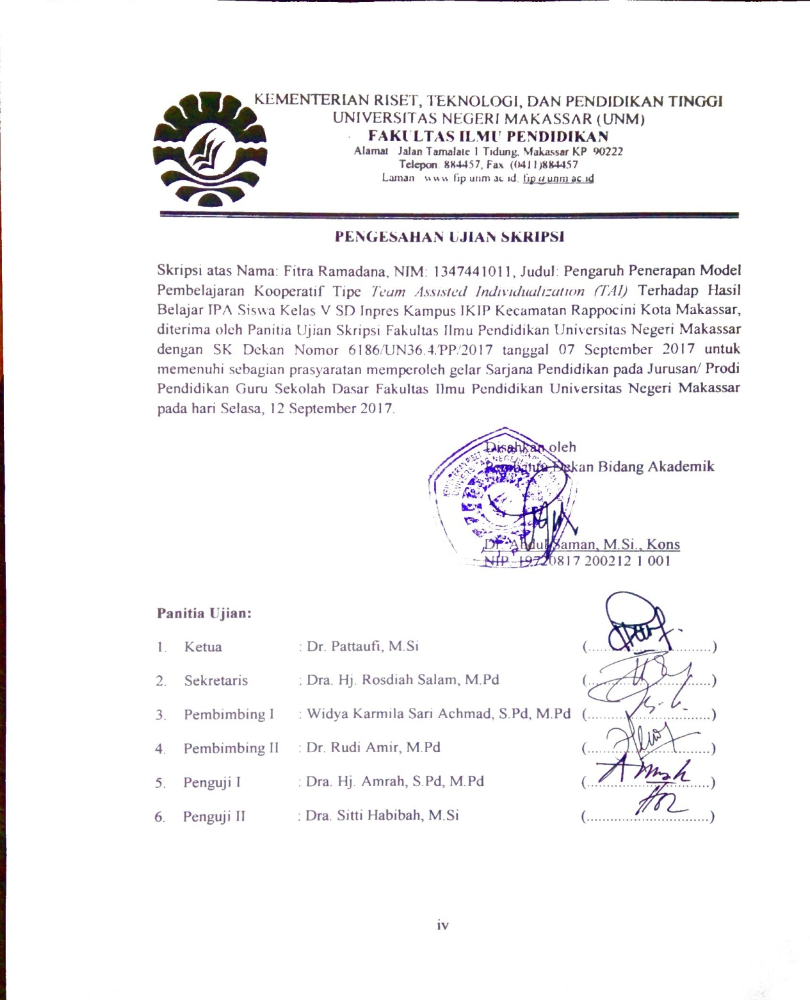 KEMENTERIAN RISET, TEKNOLOGI, DAN PENDIDIKAN TINGGI
UNIVERSITAS NEGERI MAKASSAR (UNM)
FAKULTAS ILMU PENDIDIKAN
Alamat Jalan Tamalate 1 Tidung, Makassar KP 90222
Telepon 884457, Fax (0411)884457
Laman www fip unm ac id, fip@unm ac id
PENGESAHAN UJIAN SKRIPSI
Skripsi atas Nama: Fitra Ramadana, NIM: 1347441011, Judul: Pengaruh Penerapan Model
Pembelajaran Kooperatif Tipe Team Assisted Individualization (TAI) Terhadap Hasil
Belajar IPA Siswa Kelas V SD Inpres Kampus IKIP Kecamatan Rappocini Kota Makassar,
diterima oleh Panitia Ujian Skripsi Fakultas Ilmu Pendidikan Universitas Negeri Makassar
dengan SK Dekan Nomor 6186/UN36.4/PP/2017 tanggal 07 September 2017 untuk
memenuhi sebagian prasyaratan memperoleh gelar Sarjana Pendidikan pada Jurusan/ Prodi
Pendidikan Guru Sekolah Dasar Fakultas Ilmu Pendidikan Universitas Negeri Makassar
pada hari Selasa, 12 September 2017.
Disahkan oleh
Pembantu Dekan Bidang Akademik
Dr. Abdul Saman, M.Si., Kons
NIP. 19720817 200212 1 001
Panitia Ujian:
1. Ketua : Dr. Pattaufi, M.Si (..............................)
2. Sekretaris : Dra. Hj. Rosdiah Salam, M.Pd (..............................)
3. Pembimbing I : Widya Karmila Sari Achmad, S.Pd, M.Pd (..............................)
4. Pembimbing II : Dr. Rudi Amir, M.Pd (..............................)
5. Penguji I : Dra. Hj. Amrah, S.Pd, M.Pd (..............................)
6. Penguji II : Dra. Sitti Habibah, M.Si (..............................)
iv